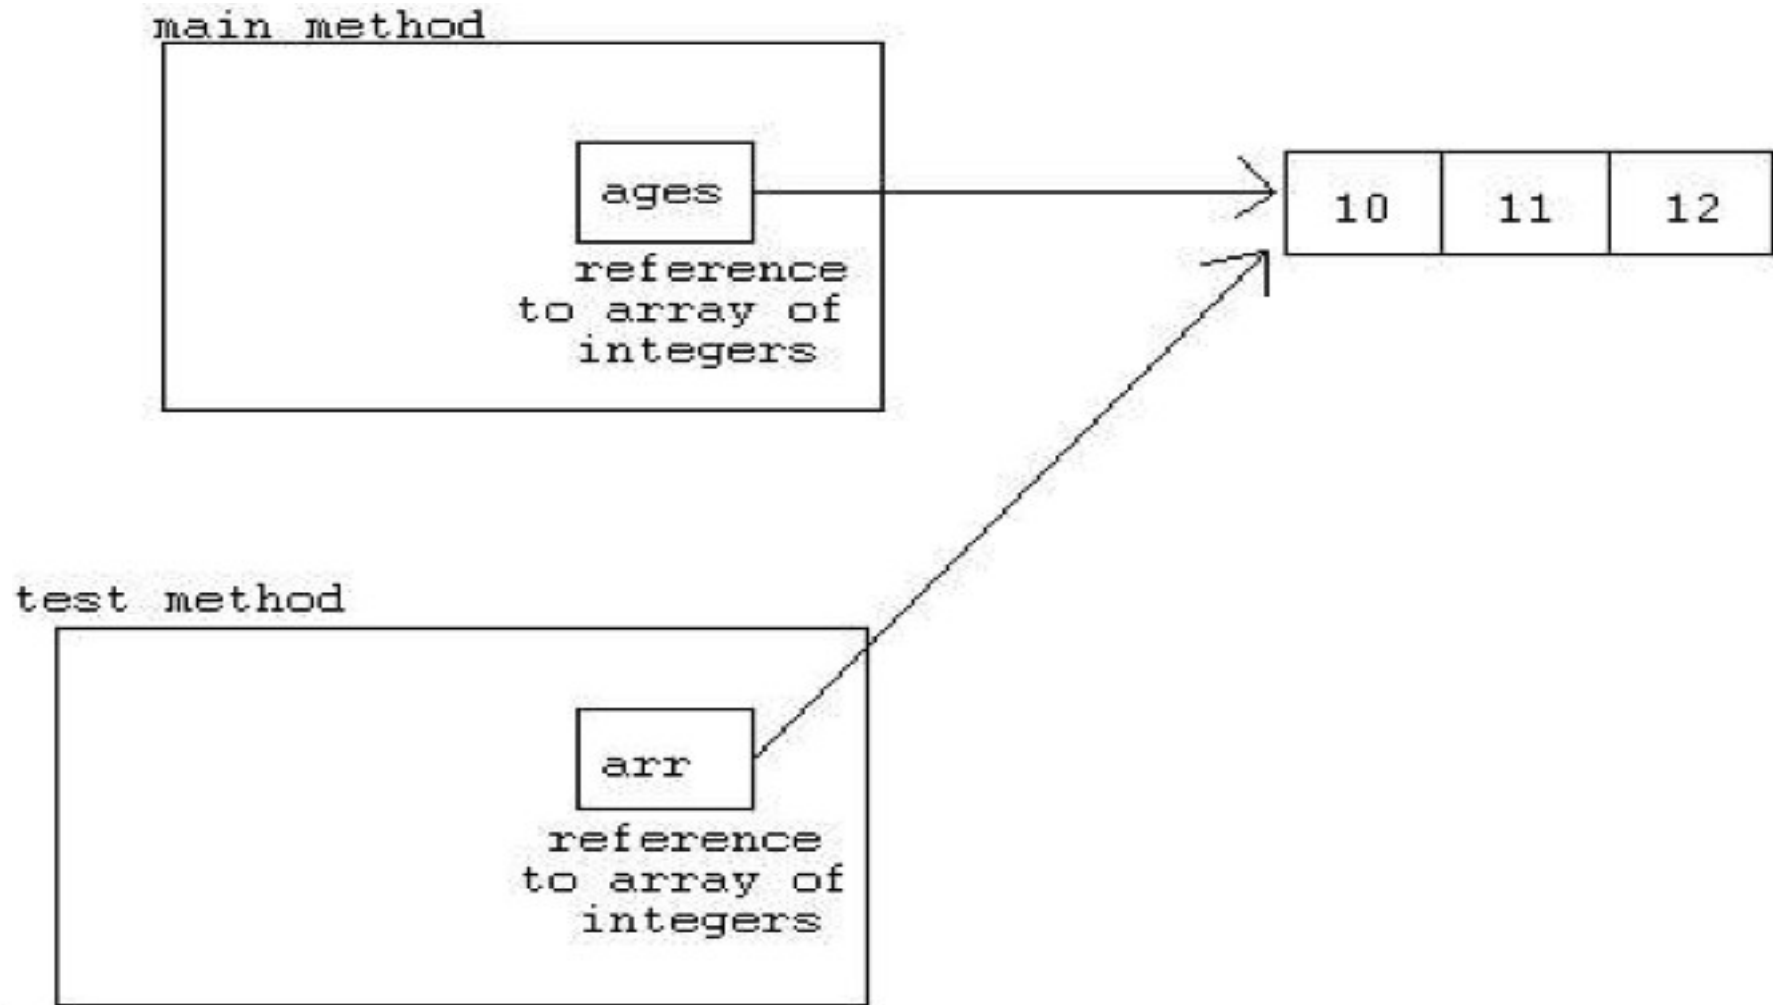 main method
ages
10 11 12
reference
to array of
integers
test method
arr
reference
to array of
integers